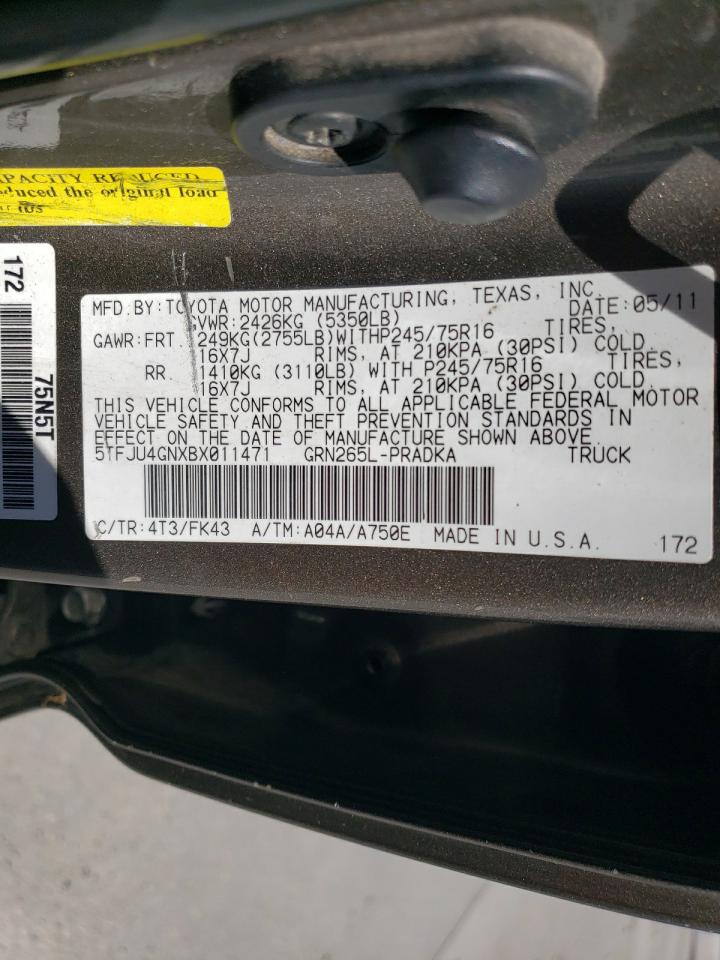 APACITY REDUCED
duced the original load
172
75N5T
MFD.BY:TOYOTA MOTOR MANUFACTURING, TEXAS, INC.
DATE:05/11
GVWR:2426KG (5350LB)
GAWR:FRT. 249KG(2755LB)WITHP245/75R16 TIRES,
16X7J RIMS, AT 210KPA (30PSI) COLD.
RR 1410KG (3110LB) WITH P245/75R16 TIRES,
16X7J RIMS, AT 210KPA (30PSI) COLD.
THIS VEHICLE CONFORMS TO ALL APPLICABLE FEDERAL MOTOR
VEHICLE SAFETY AND THEFT PREVENTION STANDARDS IN
EFFECT ON THE DATE OF MANUFACTURE SHOWN ABOVE.
5TFJU4GNXBX011471 GRN265L-PRADKA TRUCK
C/TR:4T3/FK43 A/TM:A04A/A750E MADE IN U.S.A. 172